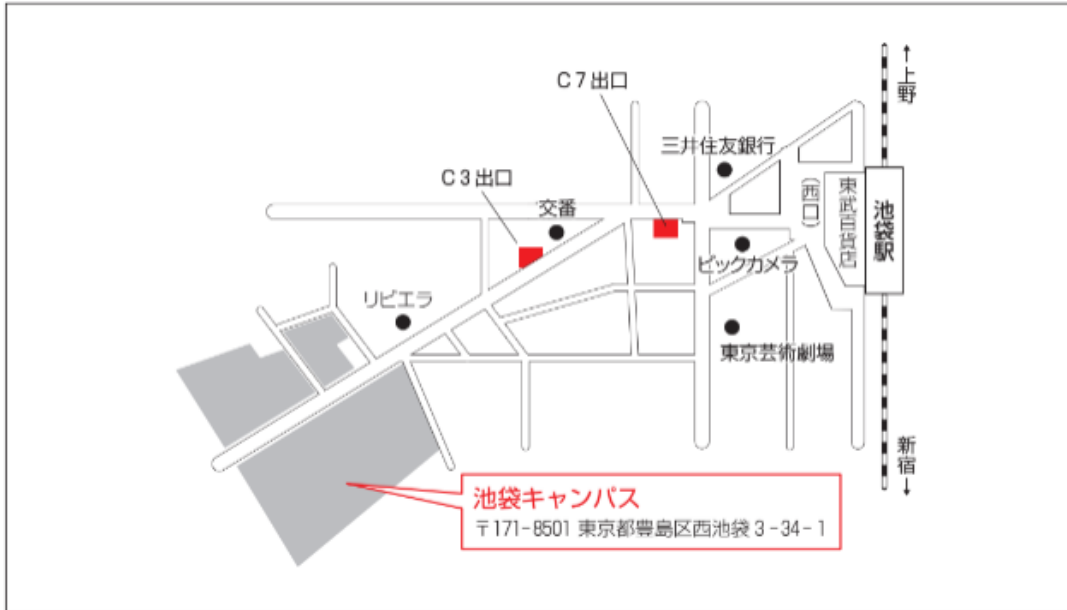 ↑上野
C7出口
三井住友銀行
C3出口
交番
(西口)
東武百貨店
池袋駅
ビックカメラ
リビエラ
東京芸術劇場
新宿↓
池袋キャンパス
〒171-8501 東京都豊島区西池袋3-34-1